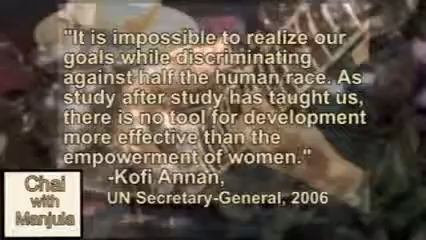 "It is impossible to realize our
goals while discriminating
against half the human race. As
study after study has taught us,
there is no tool for development
more effective than the
empowerment of women."
-Kofi Annan,
UN Secretary-General, 2006
Chai
with
Manjula